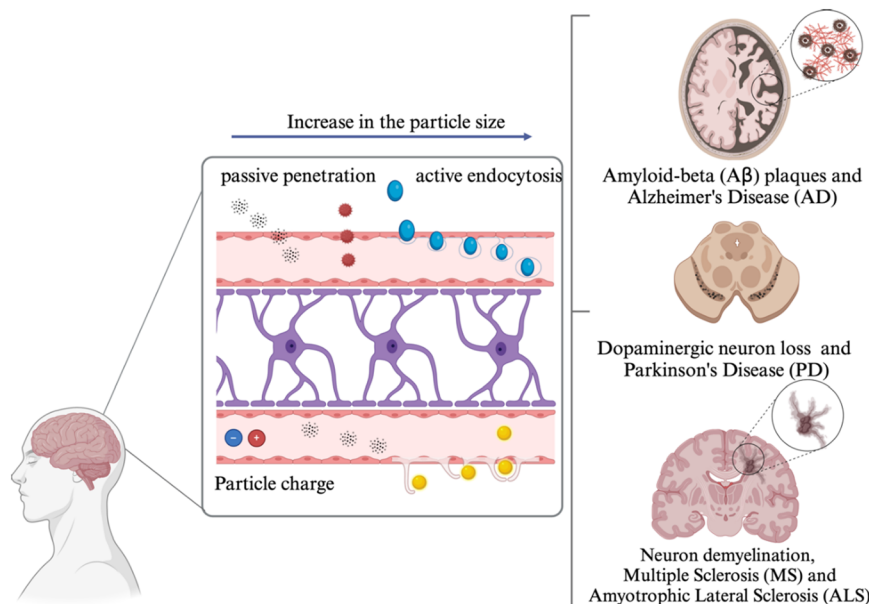 Increase in the particle size
passive penetration
active endocytosis
−
+
Particle charge
Amyloid-beta (Aβ) plaques and
Alzheimer's Disease (AD)
Dopaminergic neuron loss and
Parkinson's Disease (PD)
Neuron demyelination,
Multiple Sclerosis (MS) and
Amyotrophic Lateral Sclerosis (ALS)